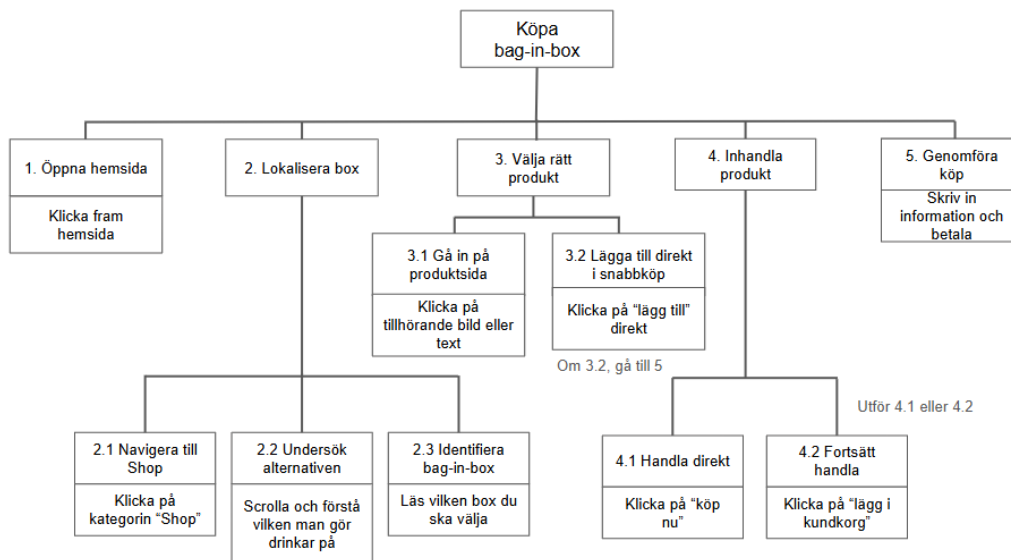 Köpa
bag-in-box
1. Öppna hemsida
Klicka fram
hemsida
2. Lokalisera box
3. Välja rätt
produkt
4. Inhandla
produkt
5. Genomföra
köp
Skriv in
information och
betala
3.1 Gå in på
produktsida
Klicka på
tillhörande bild eller
text
3.2 Lägga till direkt
i snabbköp
Klicka på “lägg till”
direkt
Om 3.2, gå till 5
Utför 4.1 eller 4.2
2.1 Navigera till
Shop
Klicka på
kategorin “Shop”
2.2 Undersök
alternativen
Scrolla och förstå
vilken man gör
drinkar på
2.3 Identifiera
bag-in-box
Läs vilken box du
ska välja
4.1 Handla direkt
Klicka på “köp
nu”
4.2 Fortsätt
handla
Klicka på “lägg i
kundkorg”